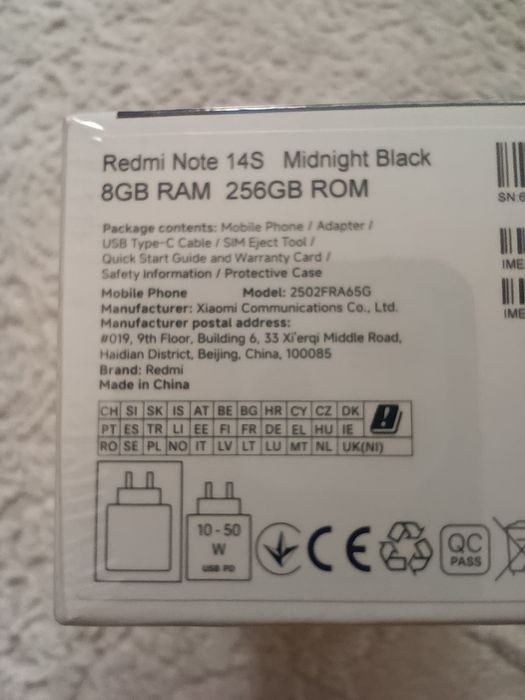 Redmi Note 14S Midnight Black
8GB RAM 256GB ROM
Package contents: Mobile Phone / Adapter /
USB Type-C Cable / SIM Eject Tool /
Quick Start Guide and Warranty Card /
Safety Information / Protective Case
Mobile Phone Model: 2502FRA65G
Manufacturer: Xiaomi Communications Co., Ltd.
Manufacturer postal address:
#019, 9th Floor, Building 6, 33 Xi'erqi Middle Road,
Haidian District, Beijing, China, 100085
Brand: Redmi
Made in China
CH SI SK IS AT BE BG HR CY CZ DK
PT ES TR LI EE FI FR DE EL HU IE
RO SE PL NO IT LV LT LU MT NL UK(NI)
10 - 50
W
USB PD
CE
QC
PASS
SN:6
IME
IME